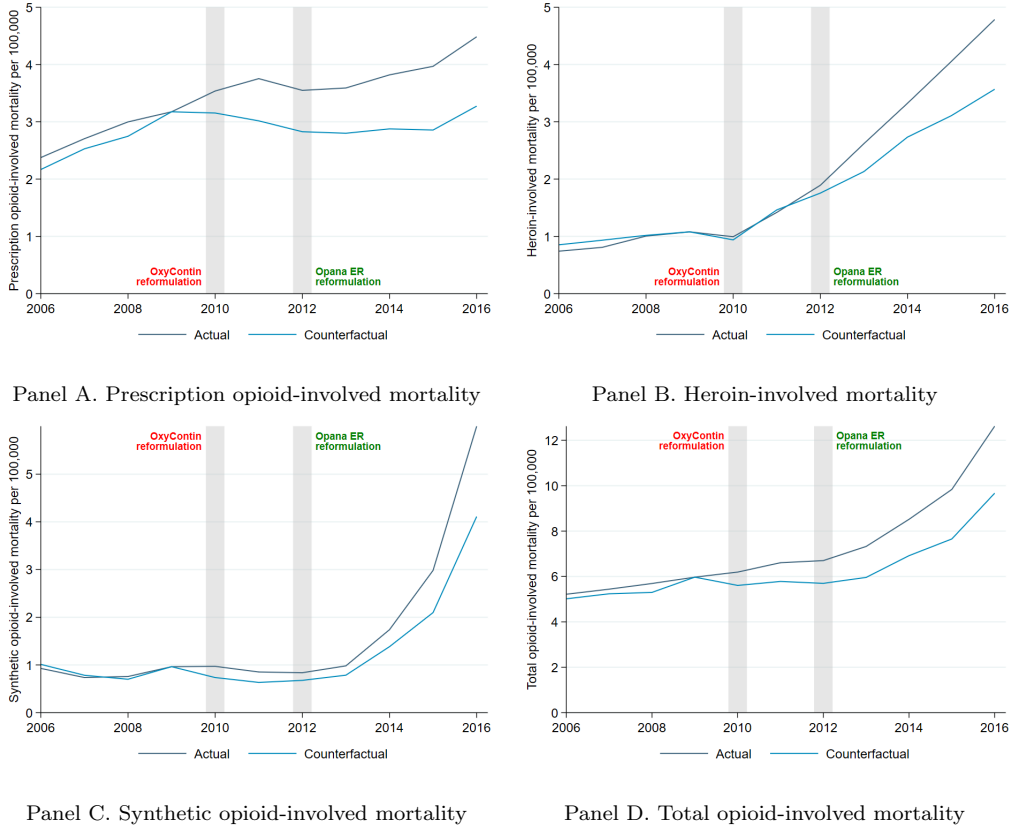 Prescription opioid-involved mortality per 100,000
5
4
3
2
1
0
OxyContin
reformulation
Opana ER
reformulation
2006 2008 2010 2012 2014 2016
Actual Counterfactual
Panel A. Prescription opioid-involved mortality
Heroin-involved mortality per 100,000
5
4
3
2
1
0
OxyContin
reformulation
Opana ER
reformulation
2006 2008 2010 2012 2014 2016
Actual Counterfactual
Panel B. Heroin-involved mortality
Synthetic opioid-involved mortality per 100,000
OxyContin
reformulation
Opana ER
reformulation
5
4
3
2
1
0
2006 2008 2010 2012 2014 2016
Actual Counterfactual
Panel C. Synthetic opioid-involved mortality
Total opioid-involved mortality per 100,000
OxyContin
reformulation
Opana ER
reformulation
12
10
8
6
4
2
0
2006 2008 2010 2012 2014 2016
Actual Counterfactual
Panel D. Total opioid-involved mortality